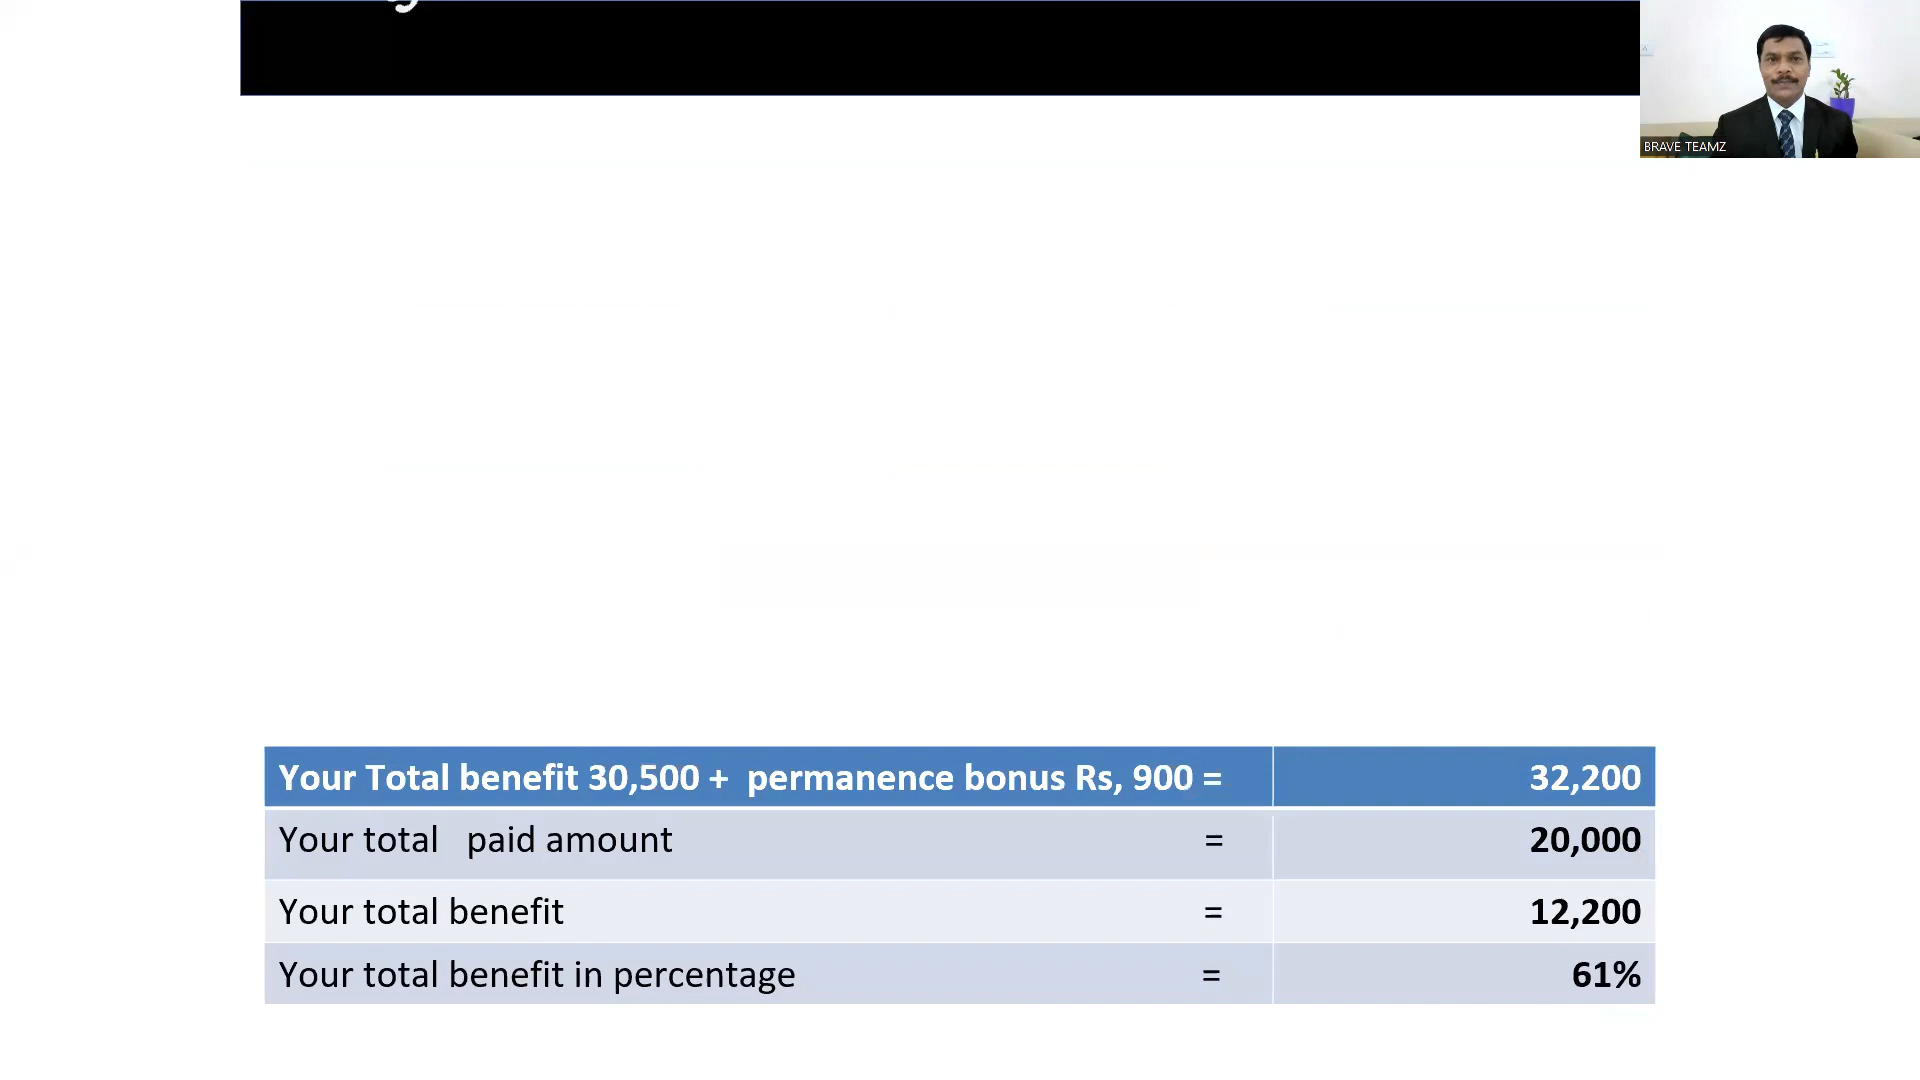 BRAVE TEAMZ
Your Total benefit 30,500 + permanence bonus Rs, 900 = 32,200
Your total paid amount = 20,000
Your total benefit = 12,200
Your total benefit in percentage = 61%